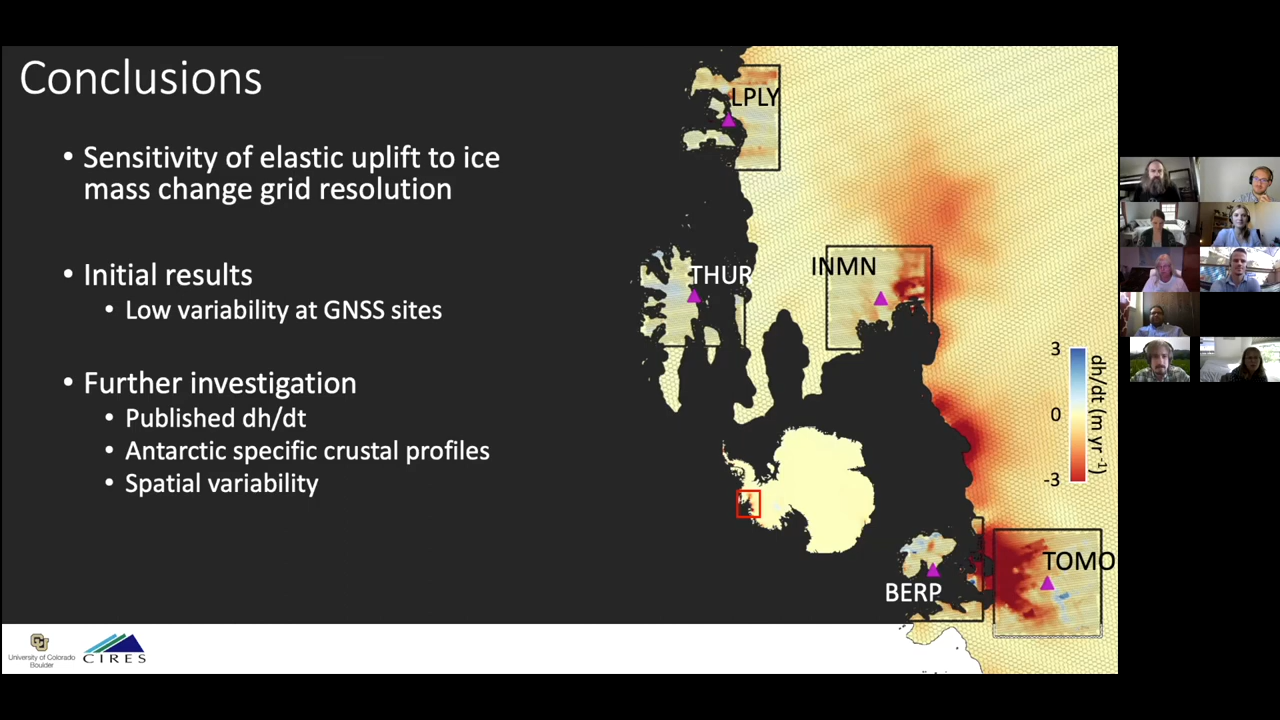 Conclusions
• Sensitivity of elastic uplift to ice
mass change grid resolution
• Initial results
• Low variability at GNSS sites
• Further investigation
• Published dh/dt
• Antarctic specific crustal profiles
• Spatial variability
LPLY
THUR
INMN
BERP
TOMO
3
0
-3
dh/dt (m yr⁻¹)
University of Colorado
Boulder
CIRES